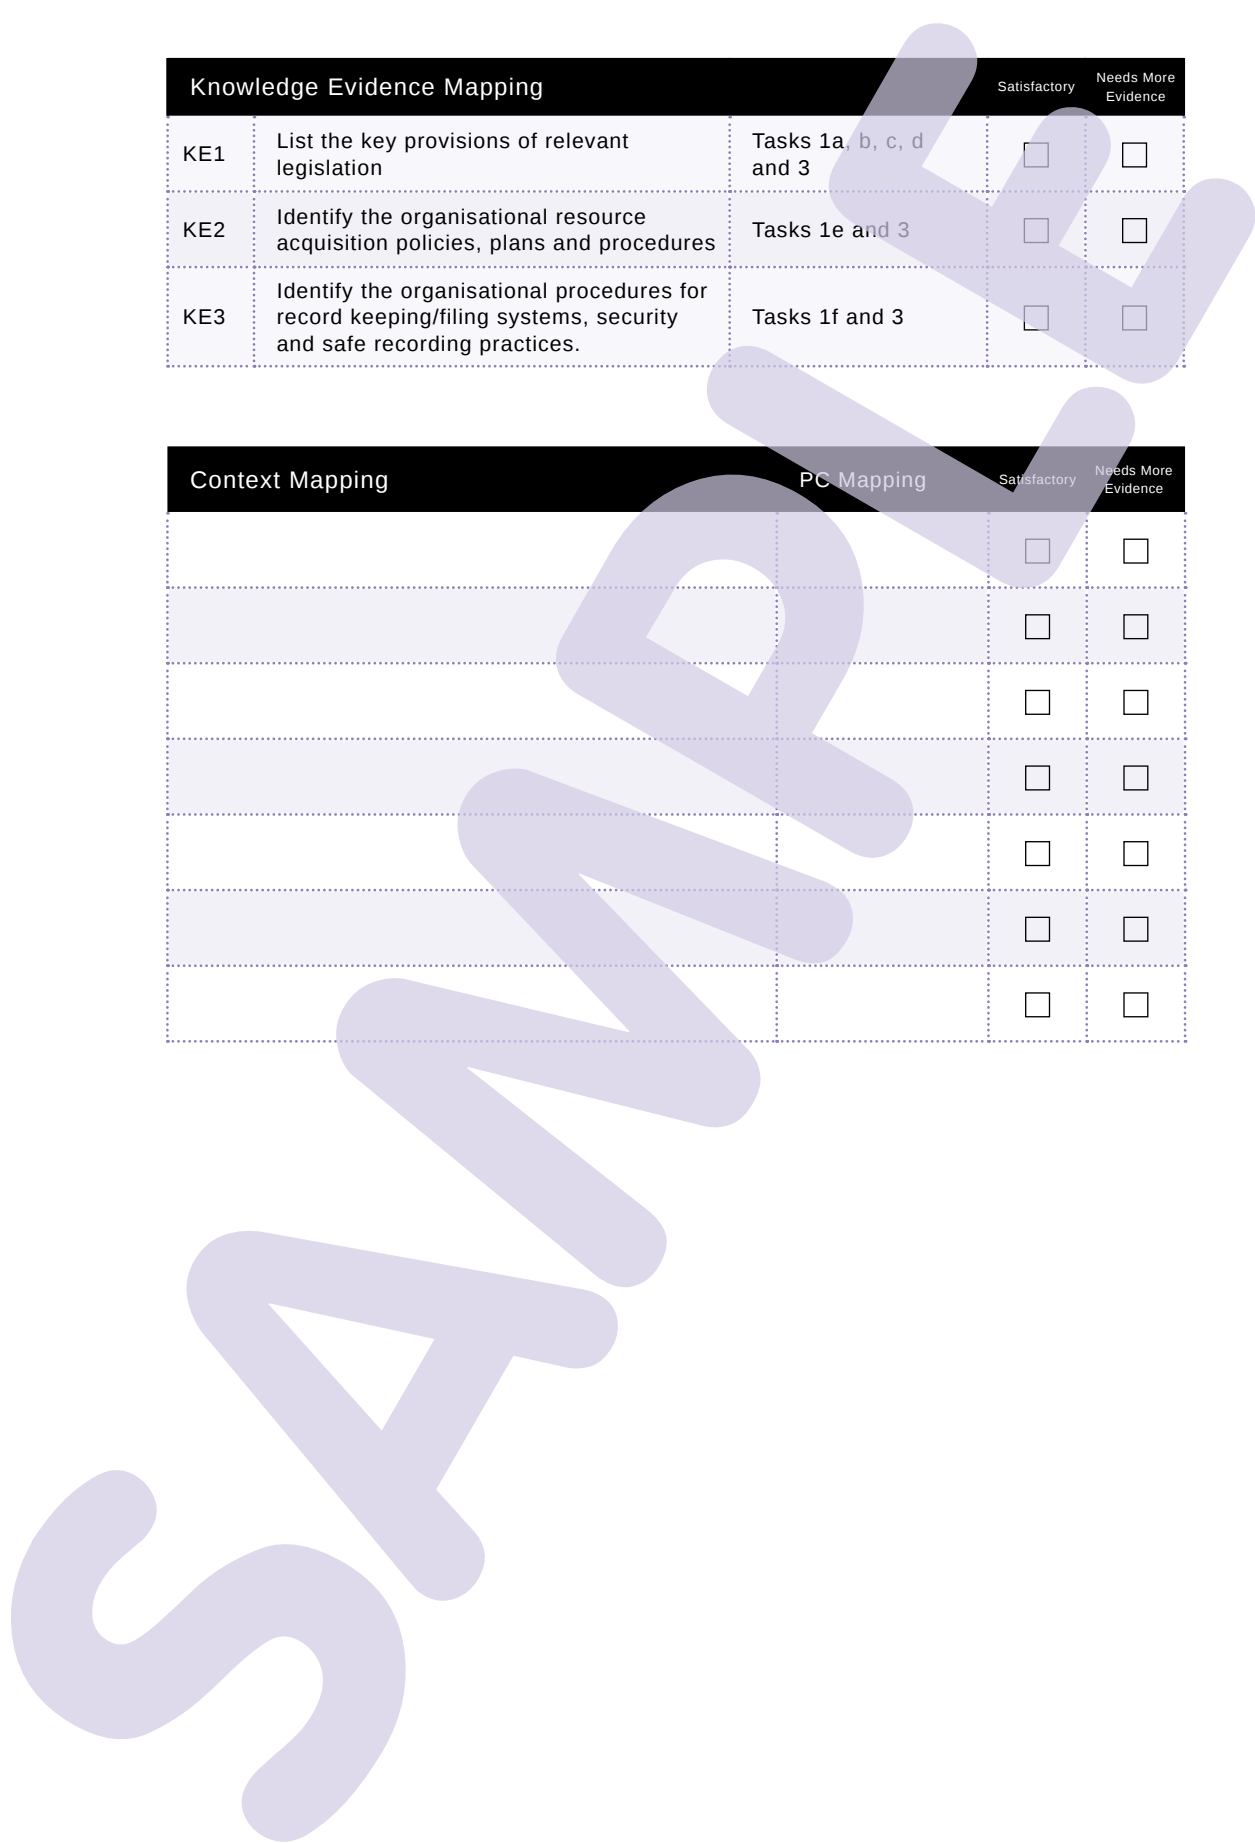 Knowledge Evidence Mapping
Satisfactory
Needs More
Evidence
KE1
List the key provisions of relevant
legislation
Tasks 1a, b, c, d
and 3
KE2
Identify the organisational resource
acquisition policies, plans and procedures
Tasks 1e and 3
KE3
Identify the organisational procedures for
record keeping/filing systems, security
and safe recording practices.
Tasks 1f and 3
Context Mapping
PC Mapping
Satisfactory
Needs More
Evidence
SAMPLE